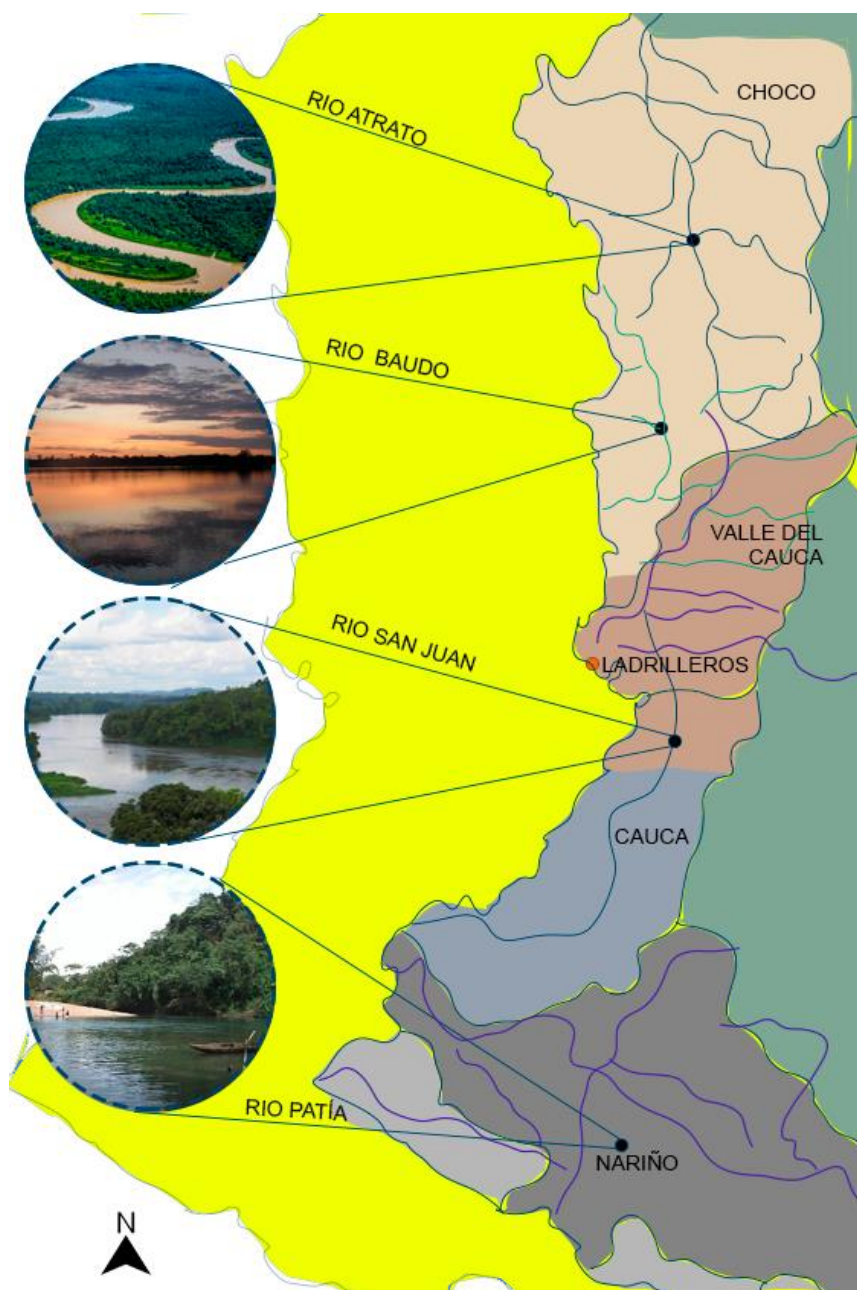 CHOCO
RIO ATRATO
RIO BAUDO
VALLE DEL
CAUCA
RIO SAN JUAN
LADRILLEROS
CAUCA
RIO PATÍA
NARIÑO
N